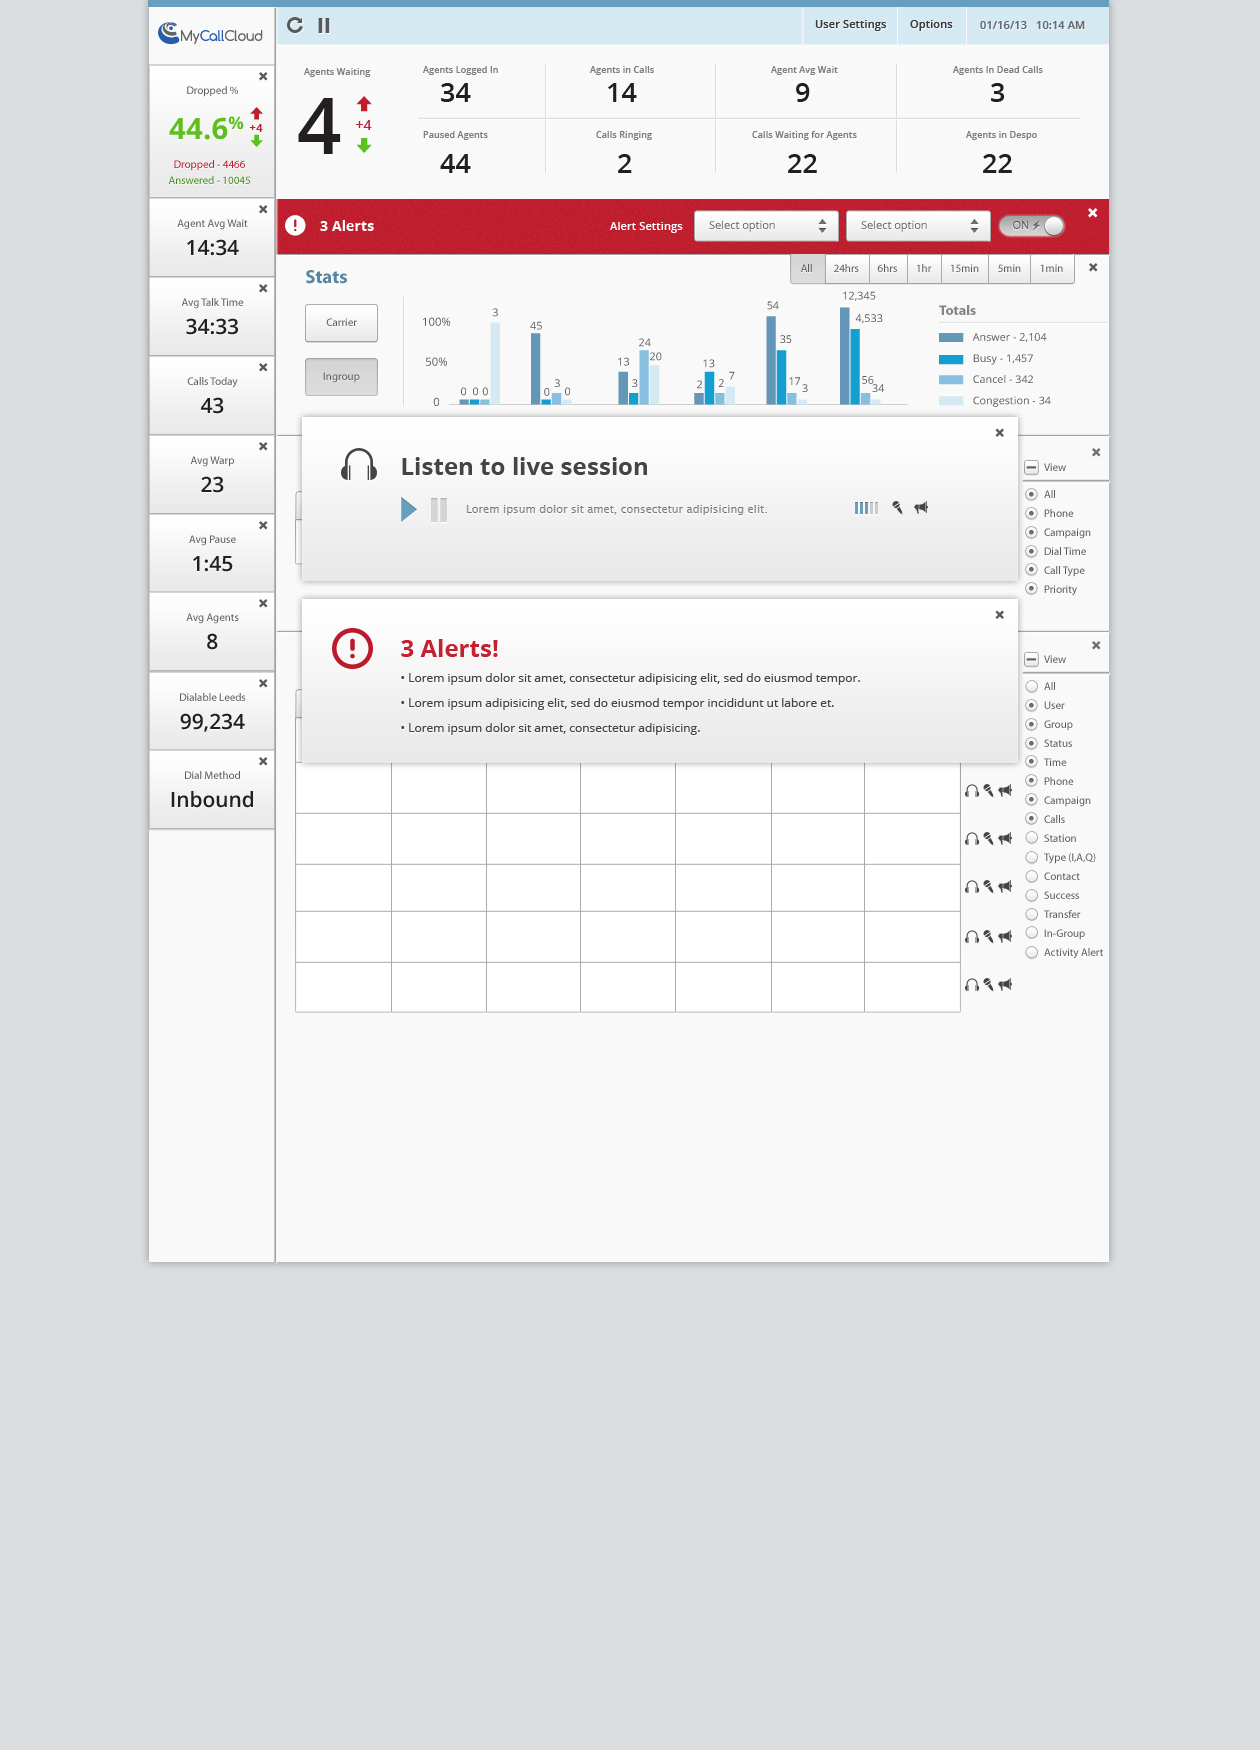 MyCallCloud
User Settings
Options
01/16/13 10:14 AM
Dropped %
44.6%
+4
Dropped - 4466
Answered - 10045
Agent Avg Wait
14:34
Avg Talk Time
34:33
Calls Today
43
Avg Warp
23
Avg Pause
1:45
Avg Agents
8
Dialable Leeds
99,234
Dial Method
Inbound
Agents Waiting
4
+4
Agents Logged In
34
Agents in Calls
14
Agent Avg Wait
9
Agents In Dead Calls
3
Paused Agents
44
Calls Ringing
2
Calls Waiting for Agents
22
Agents in Despo
22
3 Alerts
Alert Settings
Select option
Select option
ON
Stats
All
24hrs
6hrs
1hr
15min
5min
1min
Carrier
Ingroup
100%
50%
0
0 0 0 3
45 0 3 0
13 3 24 20
2 13 2 7
54 35 17 3
12,345 4,533 56 34
Totals
Answer - 2,104
Busy - 1,457
Cancel - 342
Congestion - 34
Listen to live session
Lorem ipsum dolor sit amet, consectetur adipisicing elit.
View
All
Phone
Campaign
Dial Time
Call Type
Priority
3 Alerts!
• Lorem ipsum dolor sit amet, consectetur adipisicing elit, sed do eiusmod tempor.
• Lorem ipsum adipisicing elit, sed do eiusmod tempor incididunt ut labore et.
• Lorem ipsum dolor sit amet, consectetur adipisicing.
View
All
User
Group
Status
Time
Phone
Campaign
Calls
Station
Type (I,A,Q)
Contact
Success
Transfer
In-Group
Activity Alert